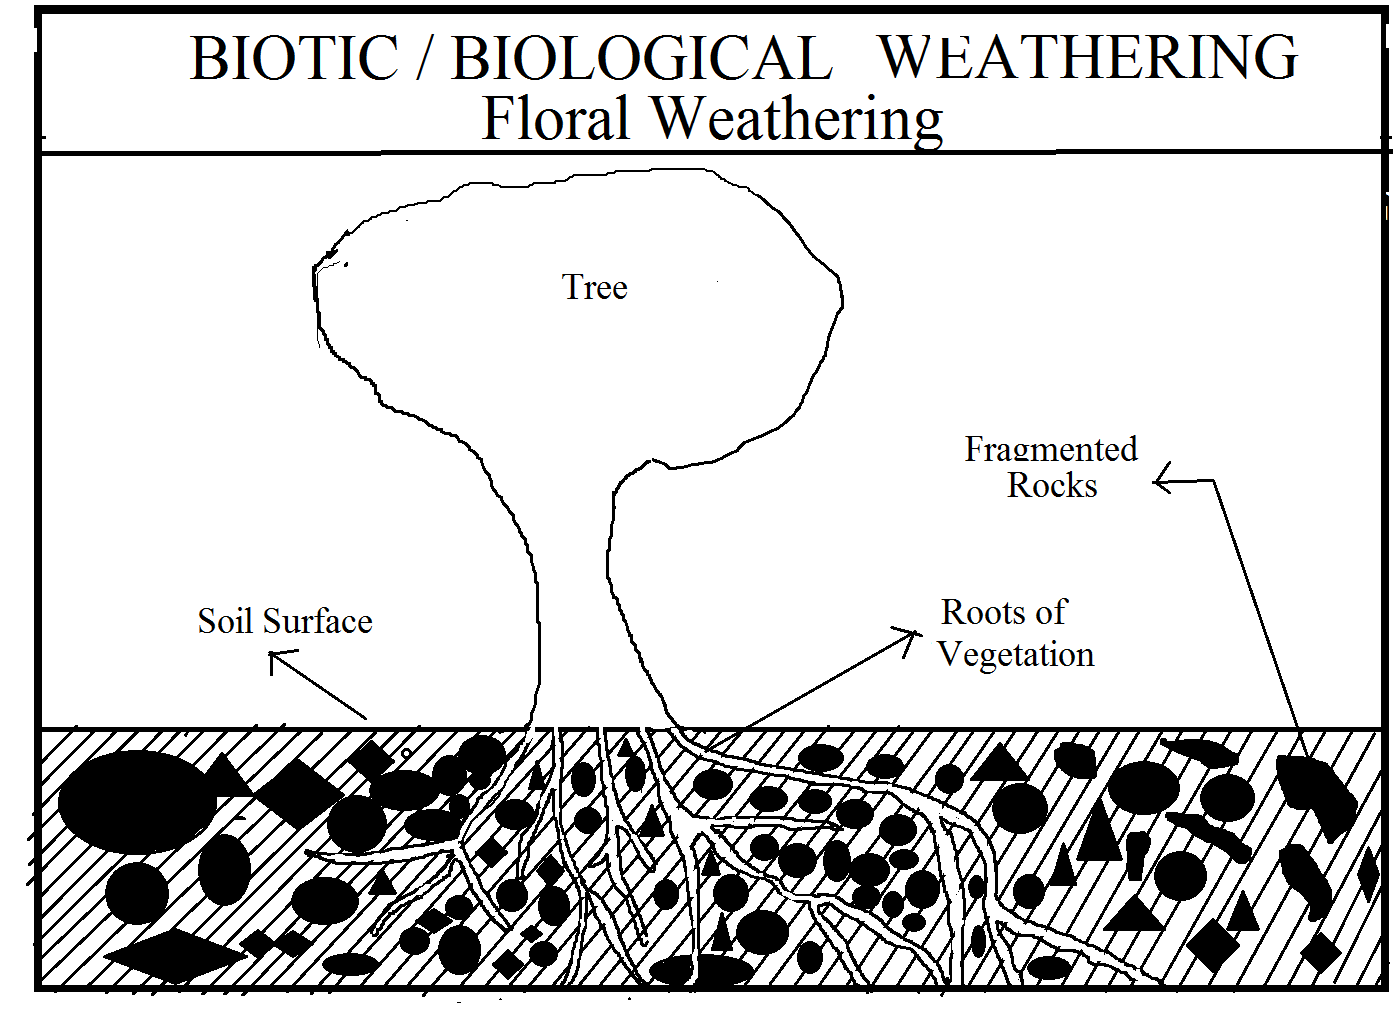 BIOTIC / BIOLOGICAL WEATHERING
Floral Weathering
Tree
Fragmented
Rocks
Soil Surface
Roots of
Vegetation